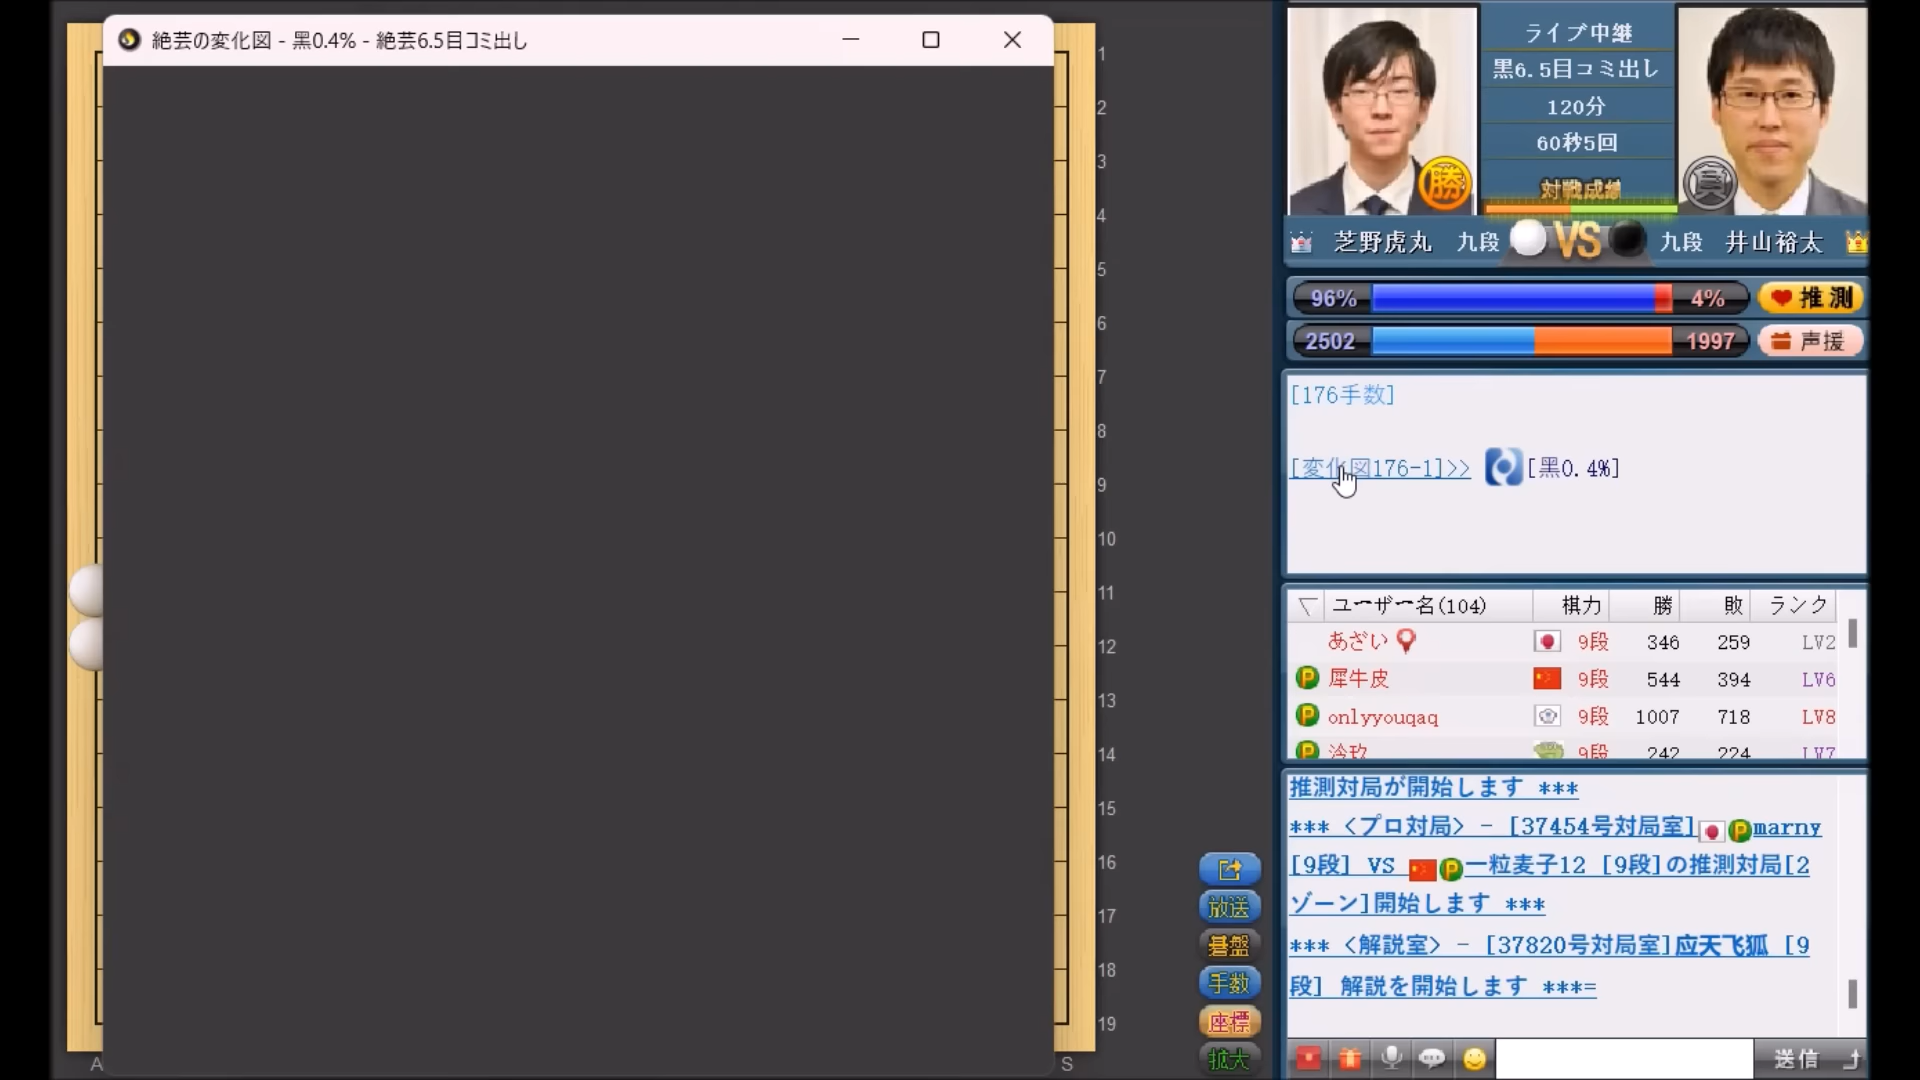 絶芸の変化図 - 黒0.4% - 絶芸6.5目コミ出し
1
2
3
4
5
6
7
8
9
10
11
12
13
14
15
16
17
18
19
A
S
放送
碁盤
手数
座標
拡大
ライブ中継
黒6.5目コミ出し
120分
60秒5回
対戦成績
勝
負
芝野虎丸 九段 VS 九段 井山裕太
96% 4% 推測
2502 1997 声援
[176手数]
[変化図176-1]>> [黒0.4%]
▽ ユーザー名(104) 棋力 勝 敗 ランク
あざい 9段 346 259 LV2
P 犀牛皮 9段 544 394 LV6
P onlyyouqaq 9段 1007 718 LV8
P 冷玖 9段 242 224 LV7
推測対局が開始します ***
*** <プロ対局> - [37454号対局室] P marny
[9段] VS P 一粒麦子12 [9段]の推測対局[2
ゾーン]開始します ***
*** <解説室> - [37820号対局室]应天飞狐 [9
段] 解説を開始します ***=
送信